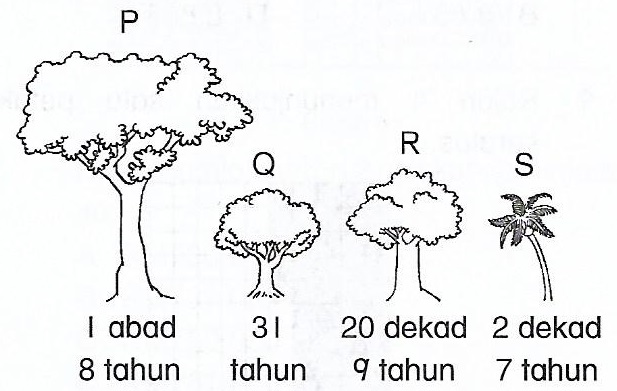 P
Q
R
S
1 abad
8 tahun
31
tahun
20 dekad
9 tahun
2 dekad
7 tahun